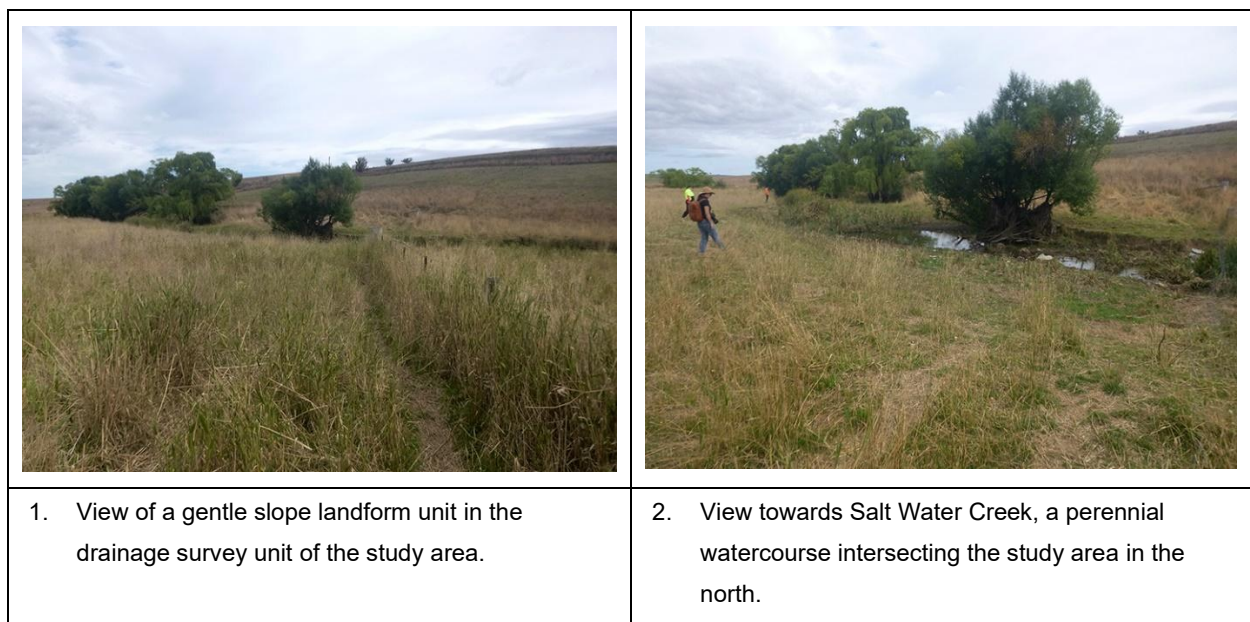 1. View of a gentle slope landform unit in the
drainage survey unit of the study area.
2. View towards Salt Water Creek, a perennial
watercourse intersecting the study area in the
north.